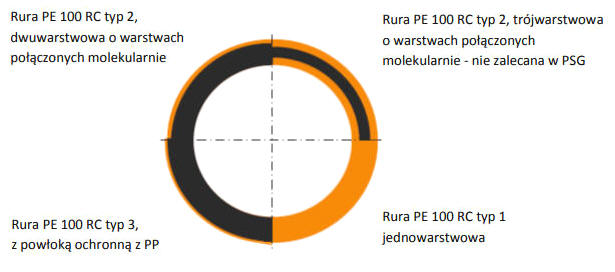 Rura PE 100 RC typ 2,
dwuwarstwowa o warstwach
połączonych molekularnie
Rura PE 100 RC typ 2, trójwarstwowa
o warstwach połączonych
molekularnie - nie zalecana w PSG
Rura PE 100 RC typ 3,
z powłoką ochronną z PP
Rura PE 100 RC typ 1
jednowarstwowa